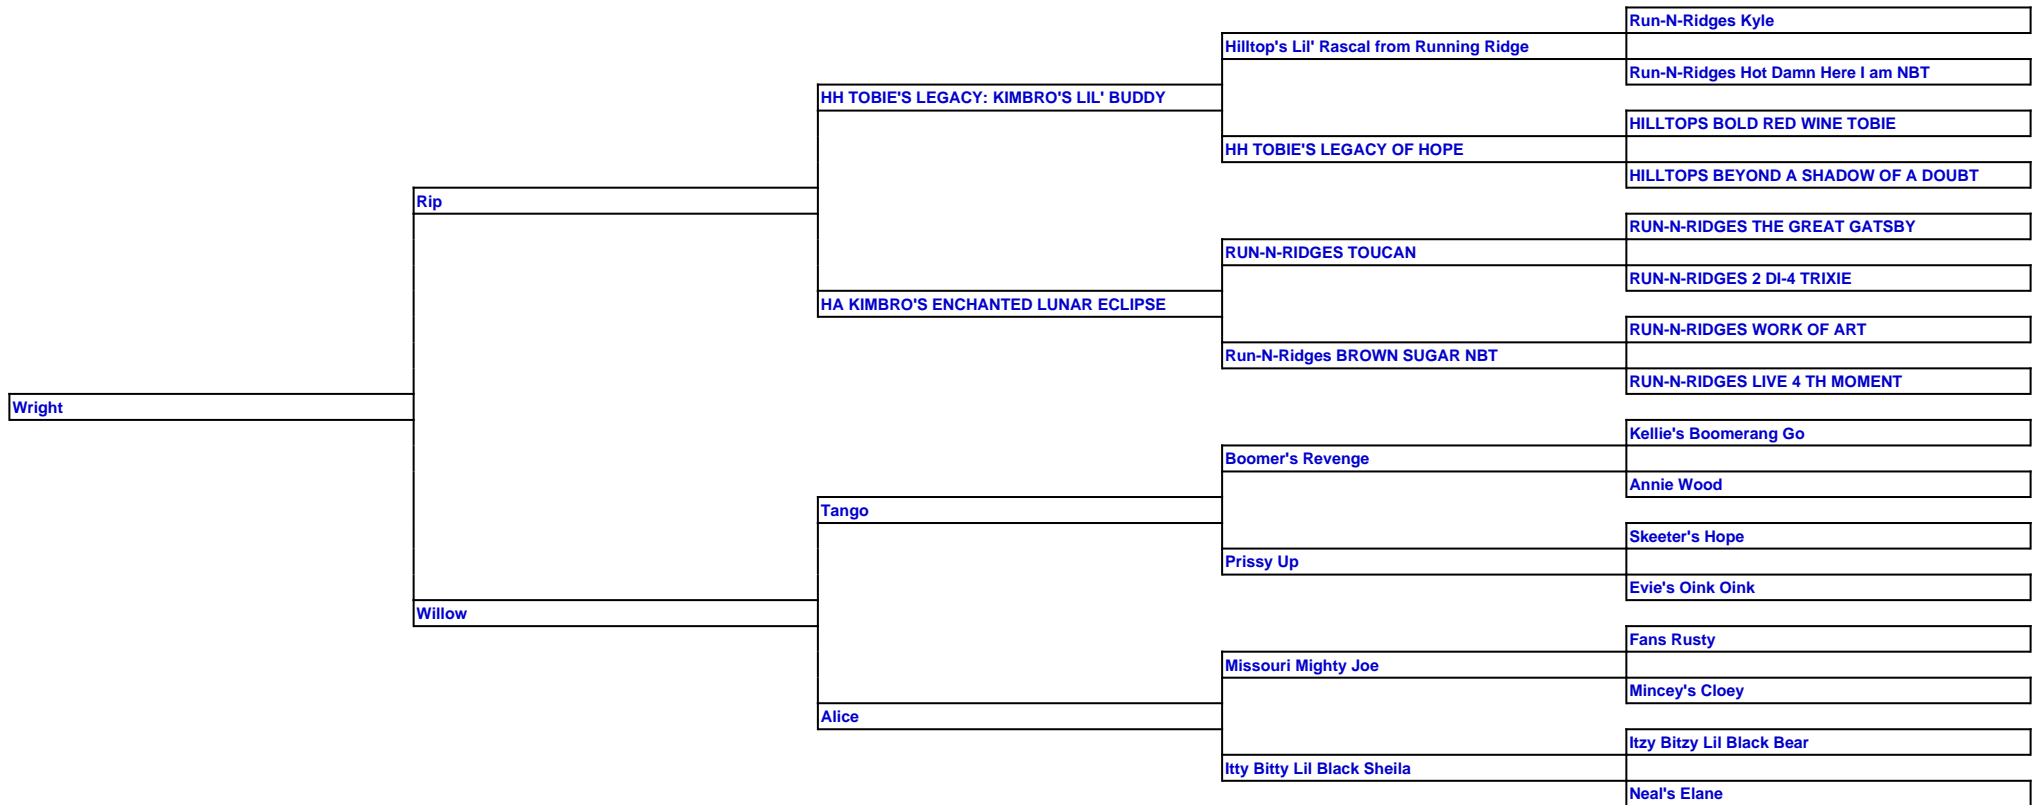 Run-N-Ridges Kyle
Hilltop's Lil' Rascal from Running Ridge
Run-N-Ridges Hot Damn Here I am NBT
HH TOBIE'S LEGACY: KIMBRO'S LIL' BUDDY
HILLTOPS BOLD RED WINE TOBIE
HH TOBIE'S LEGACY OF HOPE
HILLTOPS BEYOND A SHADOW OF A DOUBT
Rip
RUN-N-RIDGES THE GREAT GATSBY
RUN-N-RIDGES TOUCAN
RUN-N-RIDGES 2 DI-4 TRIXIE
HA KIMBRO'S ENCHANTED LUNAR ECLIPSE
RUN-N-RIDGES WORK OF ART
Run-N-Ridges BROWN SUGAR NBT
RUN-N-RIDGES LIVE 4 TH MOMENT
Wright
Kellie's Boomerang Go
Boomer's Revenge
Annie Wood
Tango
Skeeter's Hope
Prissy Up
Evie's Oink Oink
Willow
Fans Rusty
Missouri Mighty Joe
Mincey's Cloey
Alice
Itzy Bitzy Lil Black Bear
Itty Bitty Lil Black Sheila
Neal's Elane